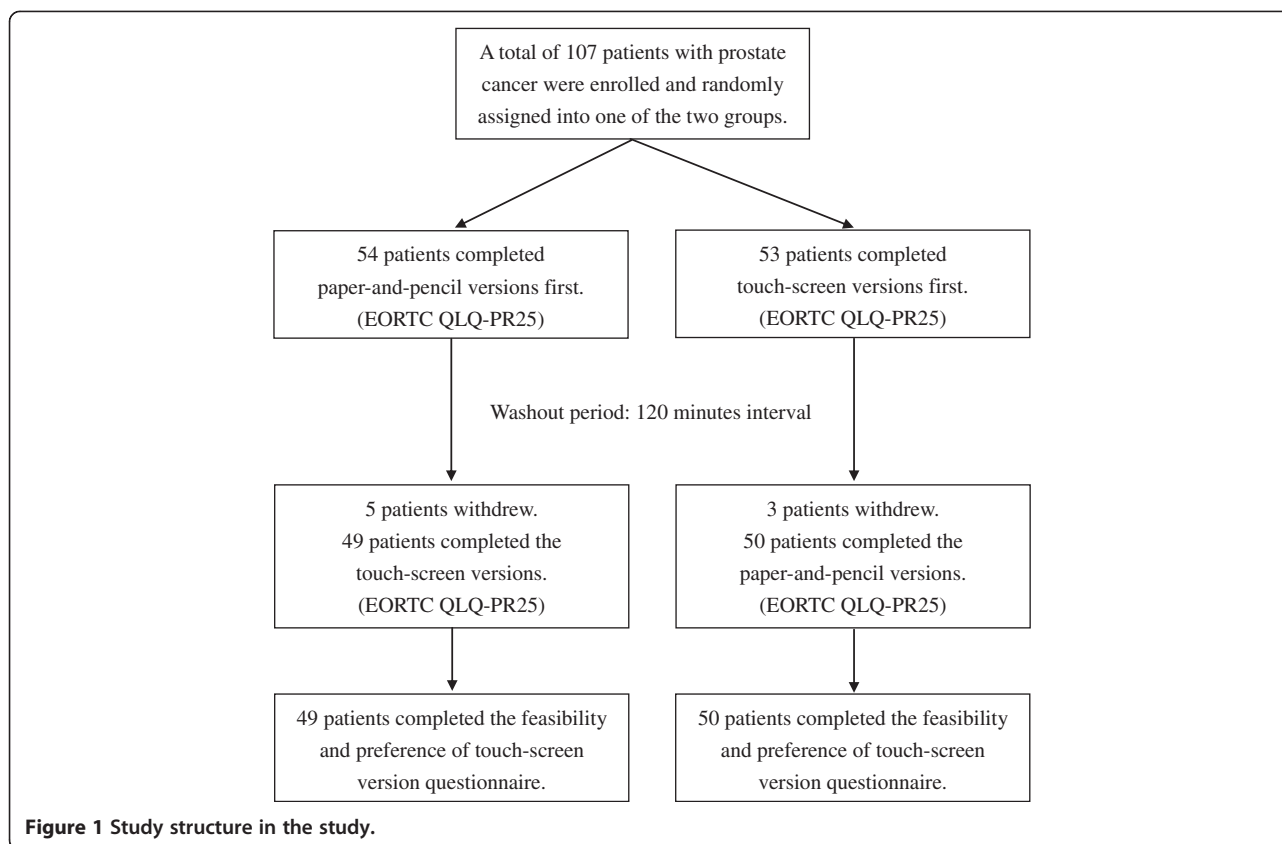 A total of 107 patients with prostate
cancer were enrolled and randomly
assigned into one of the two groups.
54 patients completed
paper-and-pencil versions first.
(EORTC QLQ-PR25)
53 patients completed
touch-screen versions first.
(EORTC QLQ-PR25)
Washout period: 120 minutes interval
5 patients withdrew.
49 patients completed the
touch-screen versions.
(EORTC QLQ-PR25)
3 patients withdrew.
50 patients completed the
paper-and-pencil versions.
(EORTC QLQ-PR25)
49 patients completed the feasibility
and preference of touch-screen
version questionnaire.
50 patients completed the feasibility
and preference of touch-screen
version questionnaire.
Figure 1 Study structure in the study.